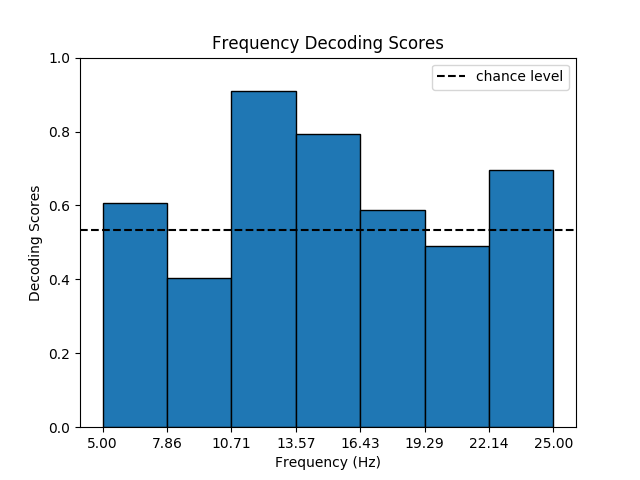 Frequency Decoding Scores
chance level
1.0
0.8
0.6
0.4
0.2
0.0
Decoding Scores
5.00 7.86 10.71 13.57 16.43 19.29 22.14 25.00
Frequency (Hz)